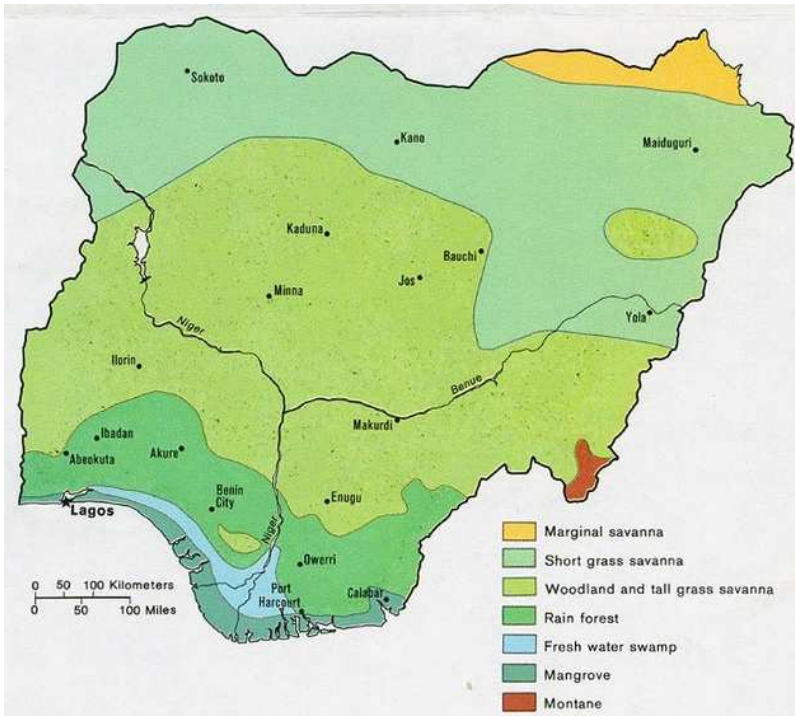 Sokoto
Kano
Maiduguri
Kaduna
Bauchi
Jos
Minna
Niger
Yola
Ilorin
Benue
Makurdi
Ibadan
Akure
Abeokuta
Benin
City
Enugu
Lagos
Niger
Owerri
Port
Harcourt
Calabar
0 50 100 Kilometers
0 50 100 Miles
Marginal savanna
Short grass savanna
Woodland and tall grass savanna
Rain forest
Fresh water swamp
Mangrove
Montane